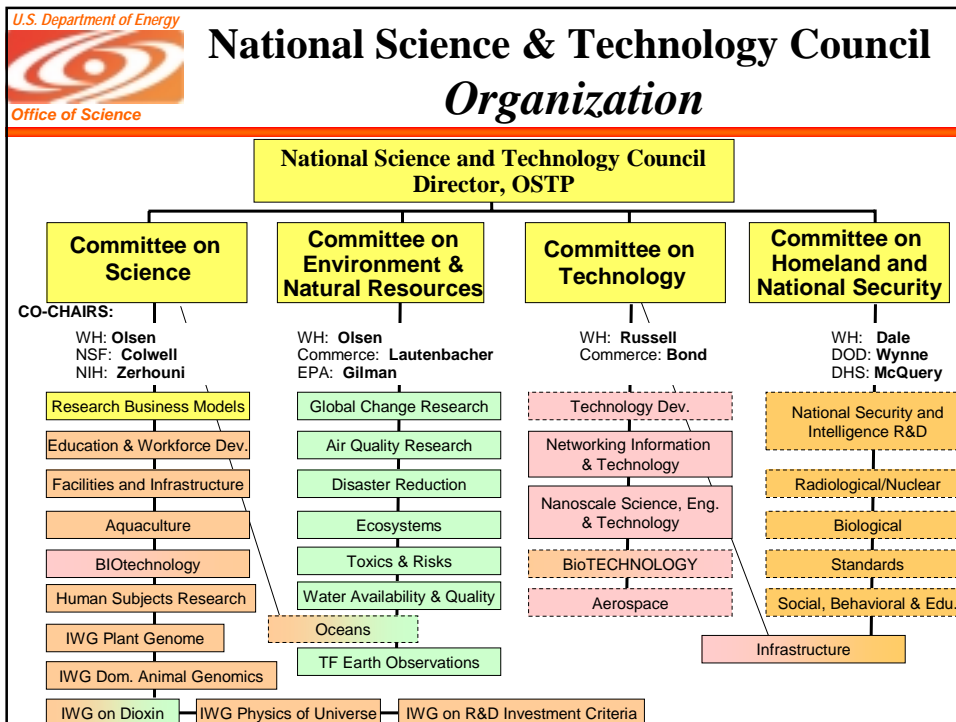 U.S. Department of Energy
Office of Science
National Science & Technology Council
Organization
National Science and Technology Council
Director, OSTP
Committee on
Science
Committee on
Environment &
Natural Resources
Committee on
Technology
Committee on
Homeland and
National Security
CO-CHAIRS:
WH: Olsen
NSF: Colwell
NIH: Zerhouni
WH: Olsen
Commerce: Lautenbacher
EPA: Gilman
WH: Russell
Commerce: Bond
WH: Dale
DOD: Wynne
DHS: McQuery
Research Business Models
Education & Workforce Dev.
Facilities and Infrastructure
Aquaculture
BIOtechnology
Human Subjects Research
IWG Plant Genome
IWG Dom. Animal Genomics
IWG on Dioxin
IWG Physics of Universe
IWG on R&D Investment Criteria
Global Change Research
Air Quality Research
Disaster Reduction
Ecosystems
Toxics & Risks
Water Availability & Quality
Oceans
TF Earth Observations
Technology Dev.
Networking Information
& Technology
Nanoscale Science, Eng.
& Technology
BioTECHNOLOGY
Aerospace
National Security and
Intelligence R&D
Radiological/Nuclear
Biological
Standards
Social, Behavioral & Edu.
Infrastructure